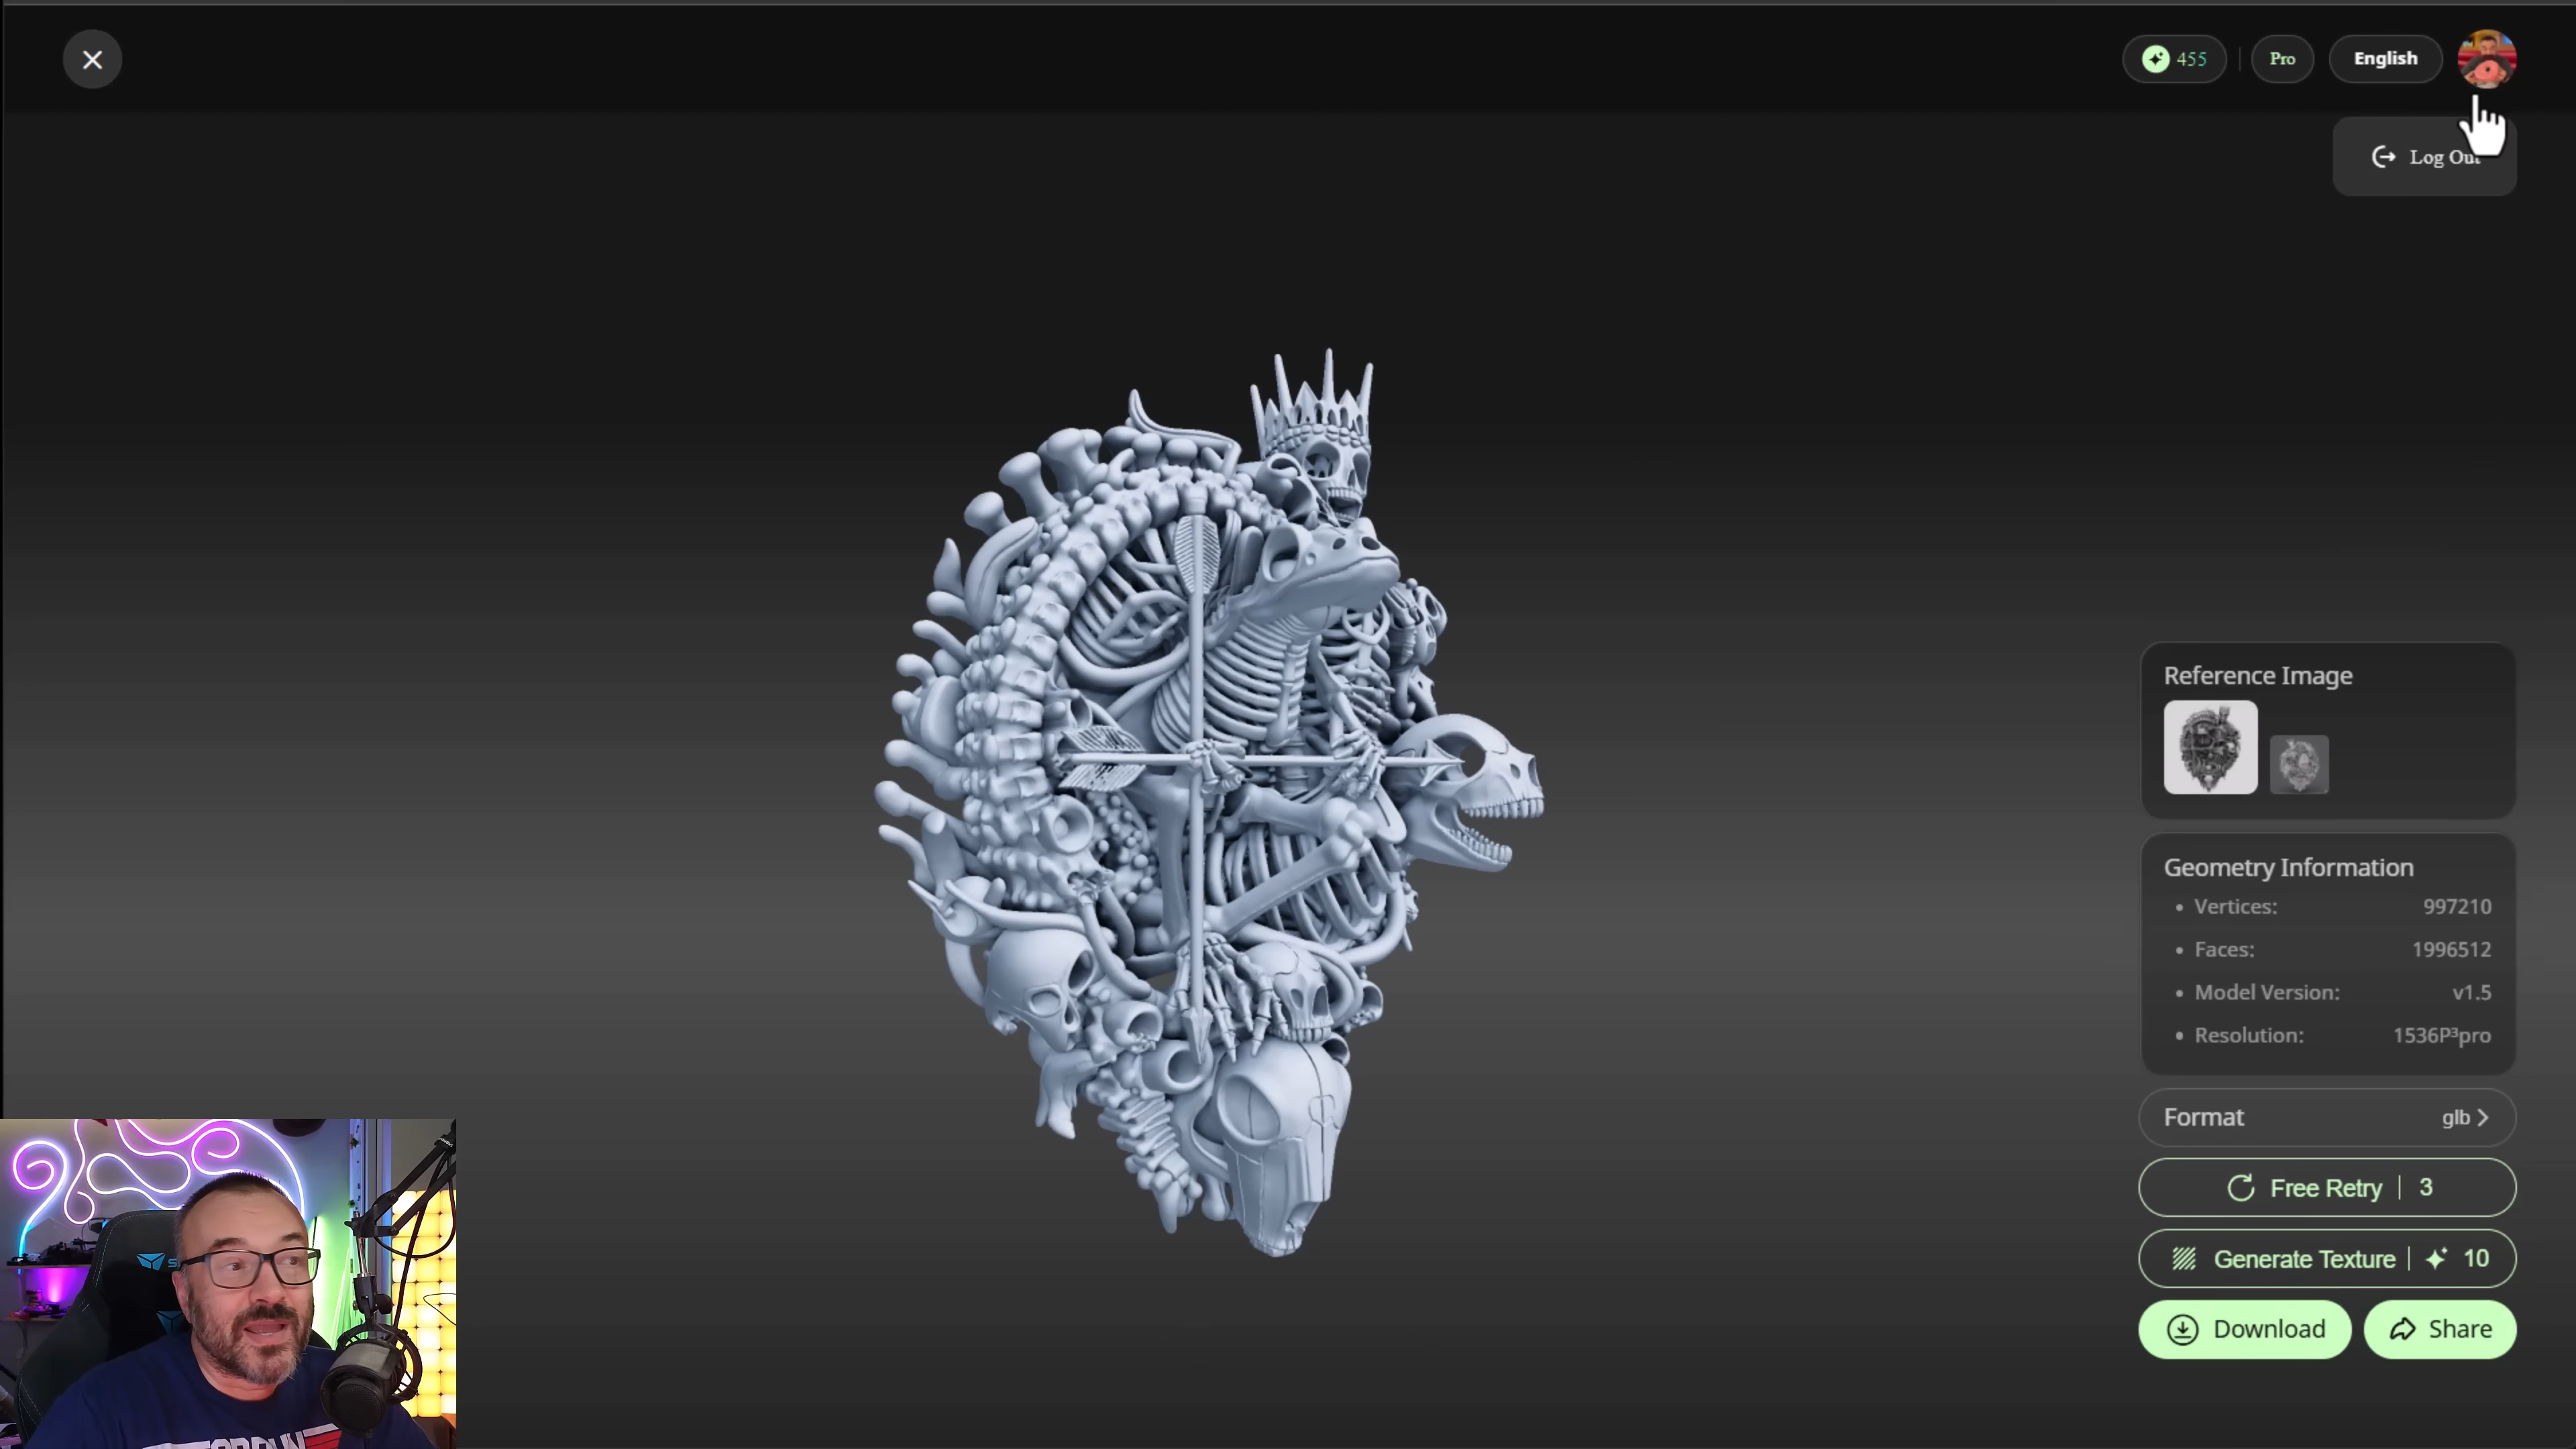 455
Pro
English
Log Out
Reference Image
Geometry Information
• Vertices: 997210
• Faces: 1996512
• Model Version: v1.5
• Resolution: 1536P³pro
Format glb
Free Retry | 3
Generate Texture | 10
Download
Share